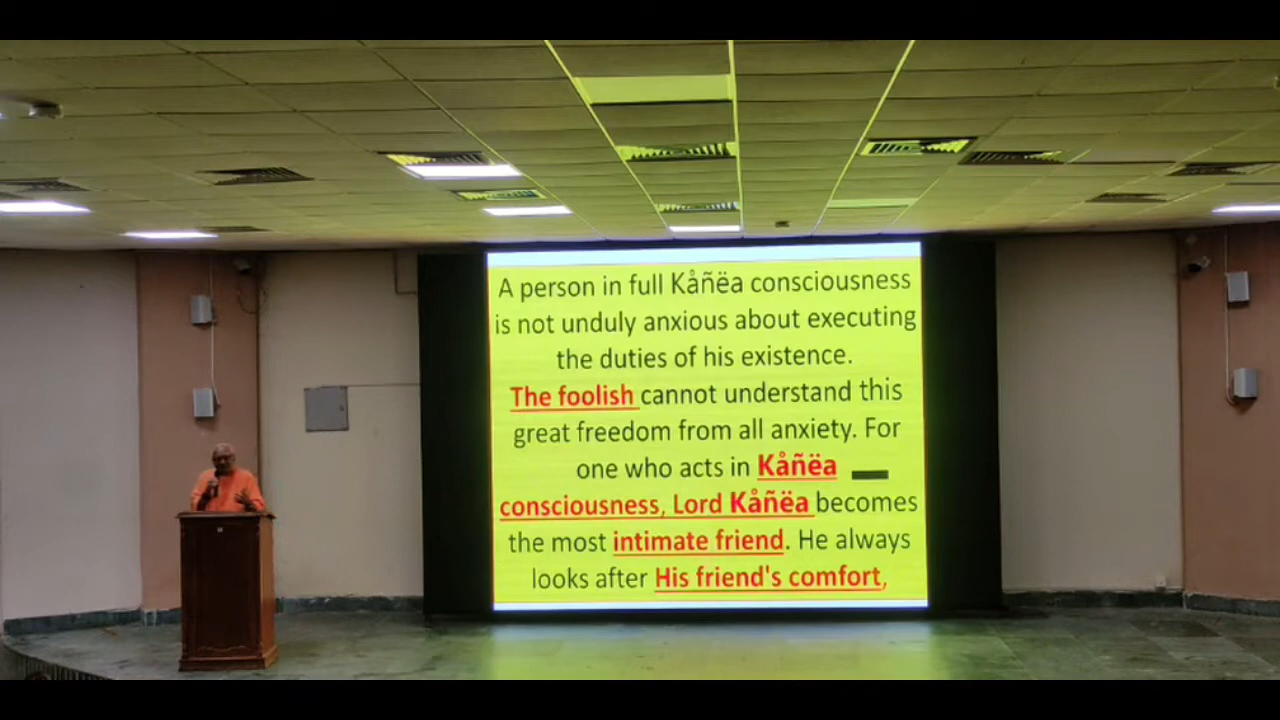 A person in full Kåñëa consciousness
is not unduly anxious about executing
the duties of his existence.
The foolish cannot understand this
great freedom from all anxiety. For
one who acts in Kåñëa
consciousness, Lord Kåñëa becomes
the most intimate friend. He always
looks after His friend's comfort,